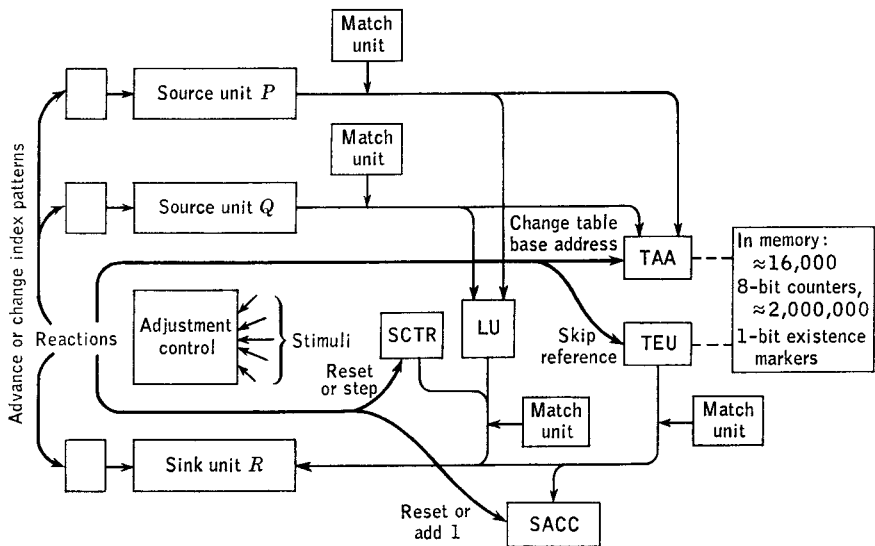 Match
unit
Source unit P
Match
unit
Source unit Q
Advance or change index patterns
Change table
base address
TAA
In memory:
≈16,000
8-bit counters,
≈2,000,000
1-bit existence
markers
Reactions
Adjustment
control
Stimuli
SCTR
LU
Skip
reference
TEU
Reset
or step
Match
unit
Match
unit
Sink unit R
Reset or
add 1
SACC